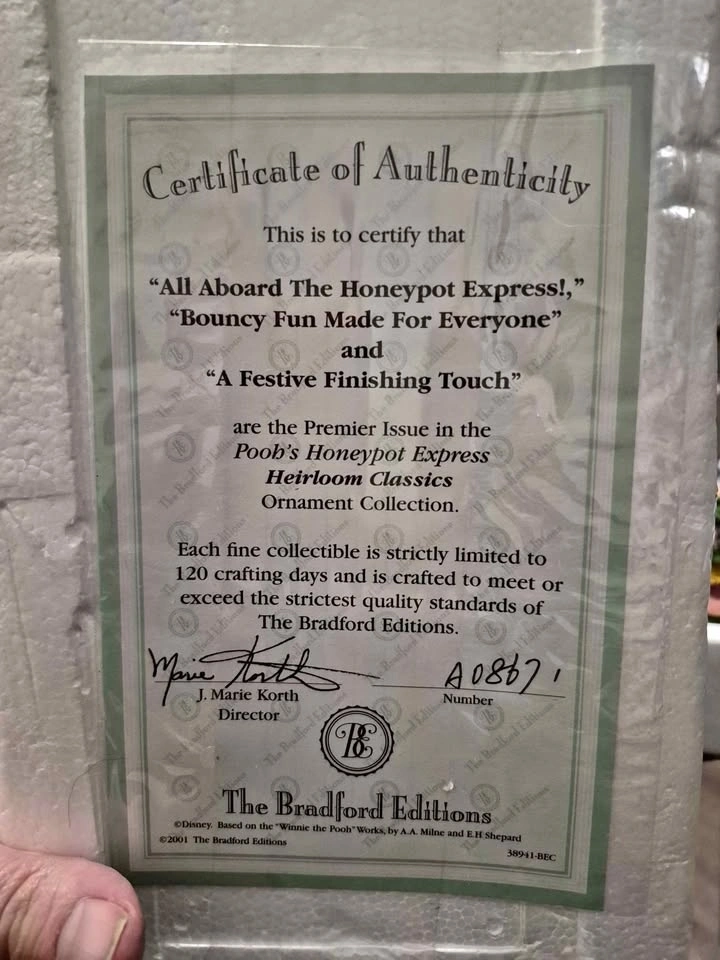 Certificate of Authenticity
This is to certify that
“All Aboard The Honeypot Express!,”
“Bouncy Fun Made For Everyone”
and
“A Festive Finishing Touch”
are the Premier Issue in the
Pooh's Honeypot Express
Heirloom Classics
Ornament Collection.
Each fine collectible is strictly limited to
120 crafting days and is crafted to meet or
exceed the strictest quality standards of
The Bradford Editions.
Marie Korth A0867
J. Marie Korth Number
Director
BE
The Bradford Editions
©Disney. Based on the "Winnie the Pooh" Works, by A.A. Milne and E.H Shepard
©2001 The Bradford Editions
38941-BEC